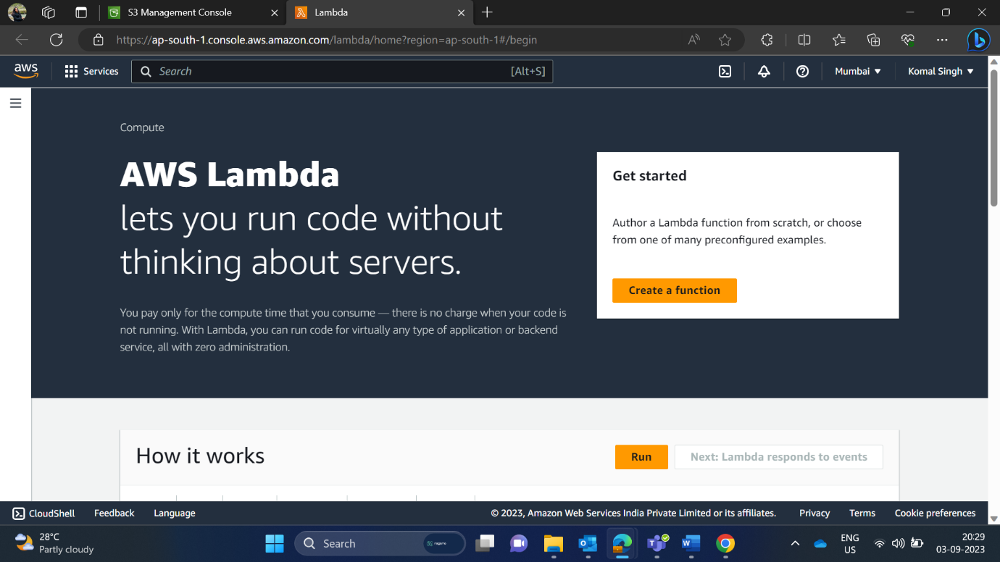 S3 Management Console
Lambda
https://ap-south-1.console.aws.amazon.com/lambda/home?region=ap-south-1#/begin
aws
Services
Search
[Alt+S]
Mumbai
Komal Singh
Compute
AWS Lambda
lets you run code without
thinking about servers.
You pay only for the compute time that you consume — there is no charge when your code is
not running. With Lambda, you can run code for virtually any type of application or backend
service, all with zero administration.
Get started
Author a Lambda function from scratch, or choose
from one of many preconfigured examples.
Create a function
How it works
Run
Next: Lambda responds to events
CloudShell
Feedback
Language
© 2023, Amazon Web Services India Private Limited or its affiliates.
Privacy
Terms
Cookie preferences
28°C
Partly cloudy
Search
ENG
US
20:29
03-09-2023